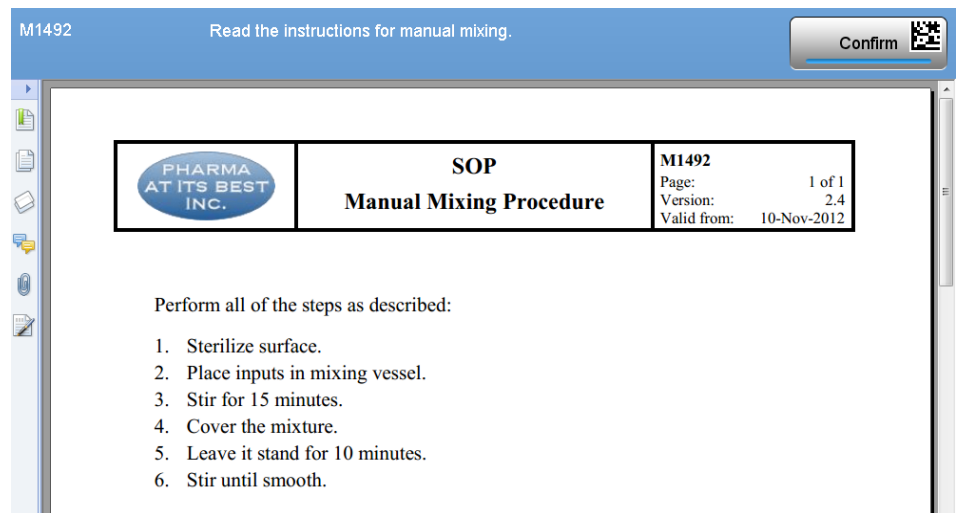 M1492
Read the instructions for manual mixing.
Confirm
PHARMA
AT ITS BEST
INC.
SOP
Manual Mixing Procedure
M1492
Page: 1 of 1
Version: 2.4
Valid from: 10-Nov-2012
Perform all of the steps as described:
1. Sterilize surface.
2. Place inputs in mixing vessel.
3. Stir for 15 minutes.
4. Cover the mixture.
5. Leave it stand for 10 minutes.
6. Stir until smooth.